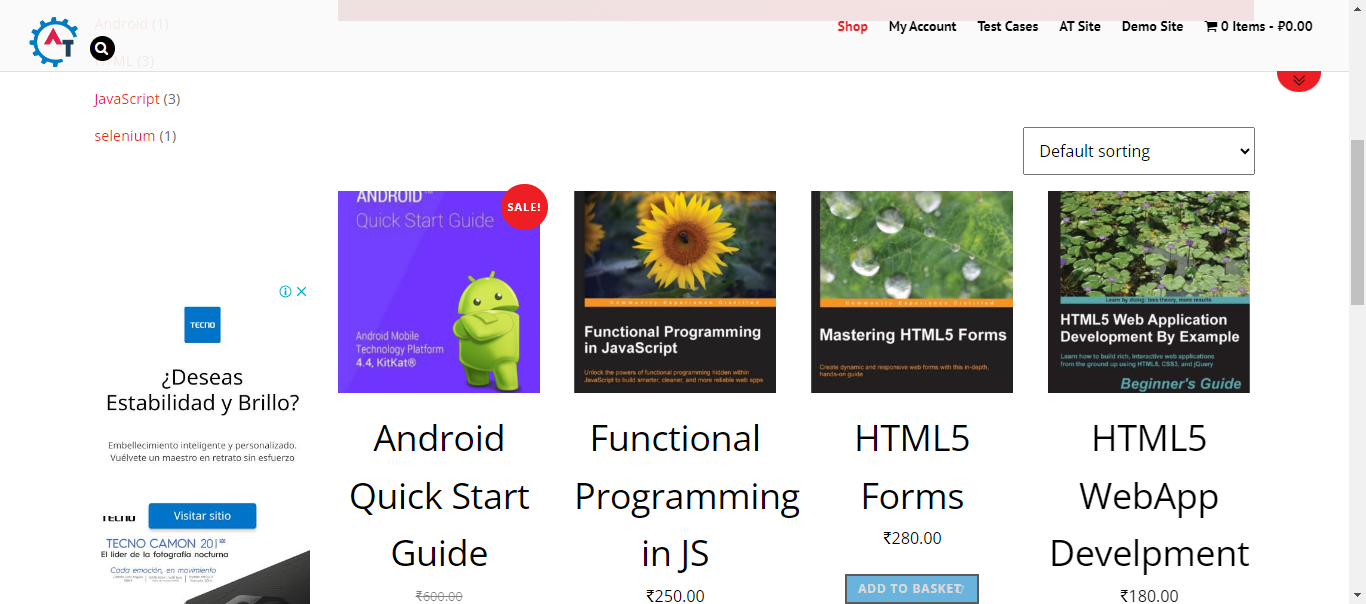 Android (1)
AT
Shop
My Account
Test Cases
AT Site
Demo Site
0 Items - ₽0.00
HTML (3)
JavaScript (3)
selenium (1)
Default sorting
ANDROID
Quick Start Guide
Android Mobile
Technology Platform
4.4, KitKat®
SALE!
Community Experience Distilled
Functional Programming
in JavaScript
Unlock the powers of functional programming hidden within
JavaScript to build smarter, cleaner, and more reliable web apps
Community Experience Distilled
Mastering HTML5 Forms
Create dynamic and responsive web forms with this in-depth,
hands-on guide
Learn by doing: less theory, more results
HTML5 Web Application
Development By Example
Learn how to build rich, interactive web applications
from the ground up using HTML5, CSS3, and jQuery
Beginner's Guide
TECNO
¿Deseas
Estabilidad y Brillo?
Embellecimiento inteligente y personalizado.
Vuélvete un maestro en retrato sin esfuerzo
TECNO
Visitar sitio
TECNO CAMON 20
El líder de la fotografía nocturna
Cada emoción, en movimiento
Android
Quick Start
Guide
₹600.00
Functional
Programming
in JS
₹250.00
HTML5
Forms
₹280.00
ADD TO BASKET
HTML5
WebApp
Develpment
₹180.00